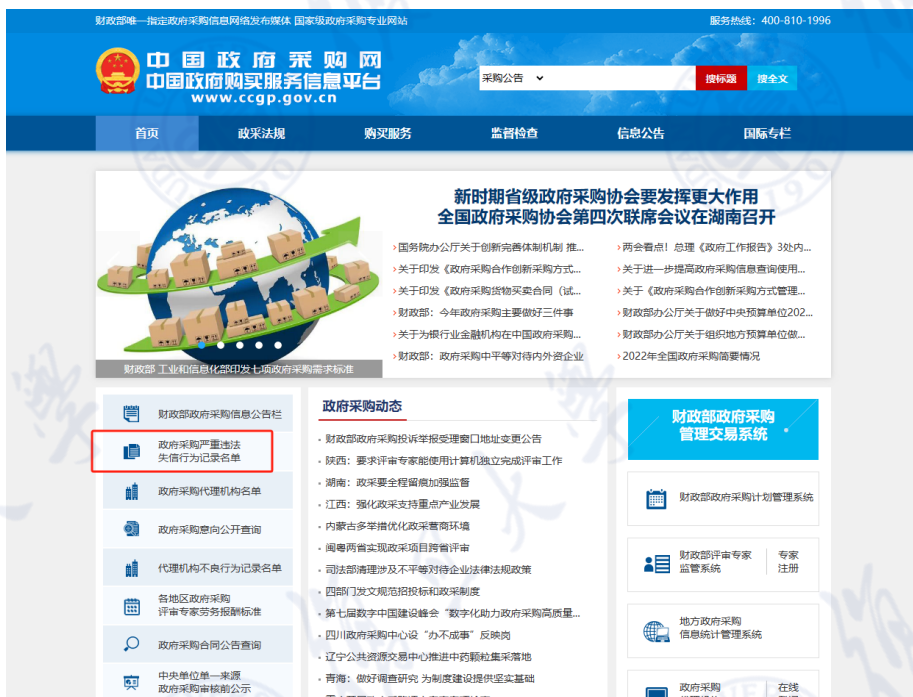 财政部唯一指定政府采购信息网络发布媒体 国家级政府采购专业网站
服务热线：400-810-1996
中国政府采购网
中国政府购买服务信息平台
www.ccgp.gov.cn
采购公告
搜标题 搜全文
首页 政采法规 购买服务 监督检查 信息公告 国际专栏
新时期省级政府采购协会要发挥更大作用
全国政府采购协会第四次联席会议在湖南召开
国务院办公厅关于创新完善体制机制 推...
关于印发《政府采购合作创新采购方式...
关于印发《政府采购货物买卖合同（试...
财政部：今年政府采购主要做好三件事
关于为银行业金融机构在中国政府采购...
财政部：政府采购中平等对待内外资企业
两会看点！总理《政府工作报告》3处内...
关于进一步提高政府采购信息查询使用...
关于《政府采购合作创新采购方式管理...
财政部办公厅关于做好中央预算单位202...
财政部办公厅关于组织地方预算单位做...
2022年全国政府采购简要情况
财政部 工业和信息化部印发七项政府采购需求标准
财政部政府采购信息公告栏
政府采购严重违法
失信行为记录名单
政府采购代理机构名单
政府采购意向公开查询
代理机构不良行为记录名单
各地区政府采购
评审专家劳务报酬标准
政府采购合同公告查询
中央单位单一来源
政府采购审核前公示
政府采购动态
财政部政府采购投诉举报受理窗口地址变更公告
陕西：要求评审专家能使用计算机独立完成评审工作
湖南：政采要全程留痕加强监督
江西：强化政采支持重点产业发展
内蒙古多举措优化政采营商环境
闽粤两省实现政采项目跨省评审
司法部清理涉及不平等对待企业法律法规政策
四部门发文规范招投标和政采制度
第七届数字中国建设峰会“数字化助力政府采购高质量...
四川政府采购中心设“办不成事”反映岗
辽宁公共资源交易中心推进中药颗粒集采落地
青海：做好调查研究 为制度建设提供坚实基础
财政部政府采购
管理交易系统
财政部政府采购计划管理系统
财政部评审专家
监管系统
专家
注册
地方政府采购
信息统计管理系统
政府采购
在线